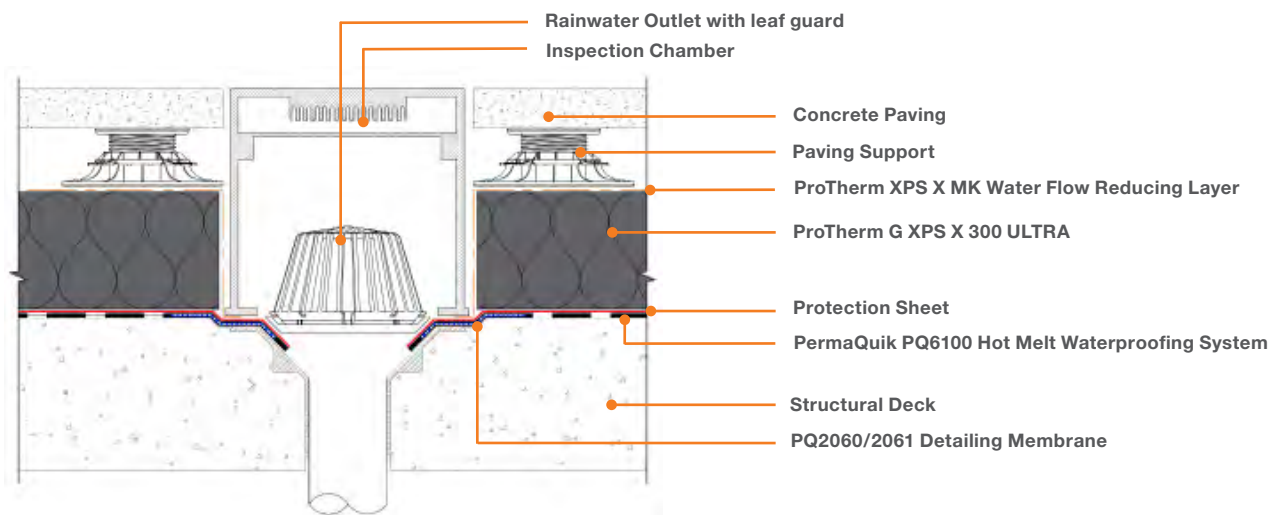 Rainwater Outlet with leaf guard
Inspection Chamber
Concrete Paving
Paving Support
ProTherm XPS X MK Water Flow Reducing Layer
ProTherm G XPS X 300 ULTRA
Protection Sheet
PermaQuik PQ6100 Hot Melt Waterproofing System
Structural Deck
PQ2060/2061 Detailing Membrane